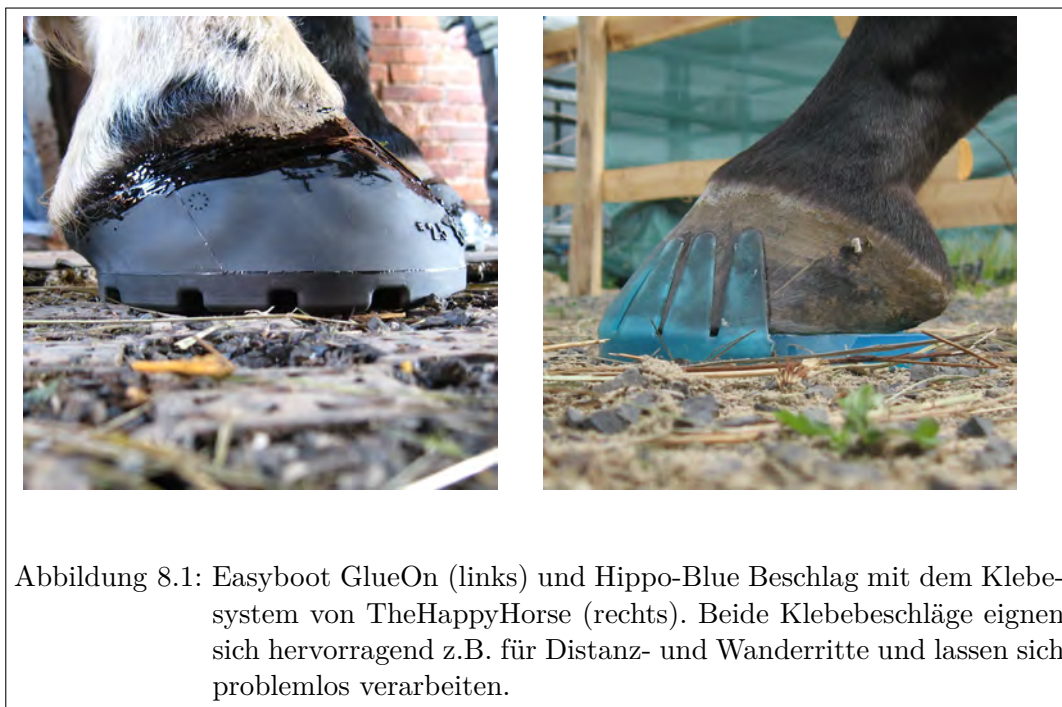 Abbildung 8.1: Easyboot GlueOn (links) und Hippo-Blue Beschlag mit dem Klebe-
system von TheHappyHorse (rechts). Beide Klebebeschläge eignen
sich hervorragend z.B. für Distanz- und Wanderritte und lassen sich
problemlos verarbeiten.